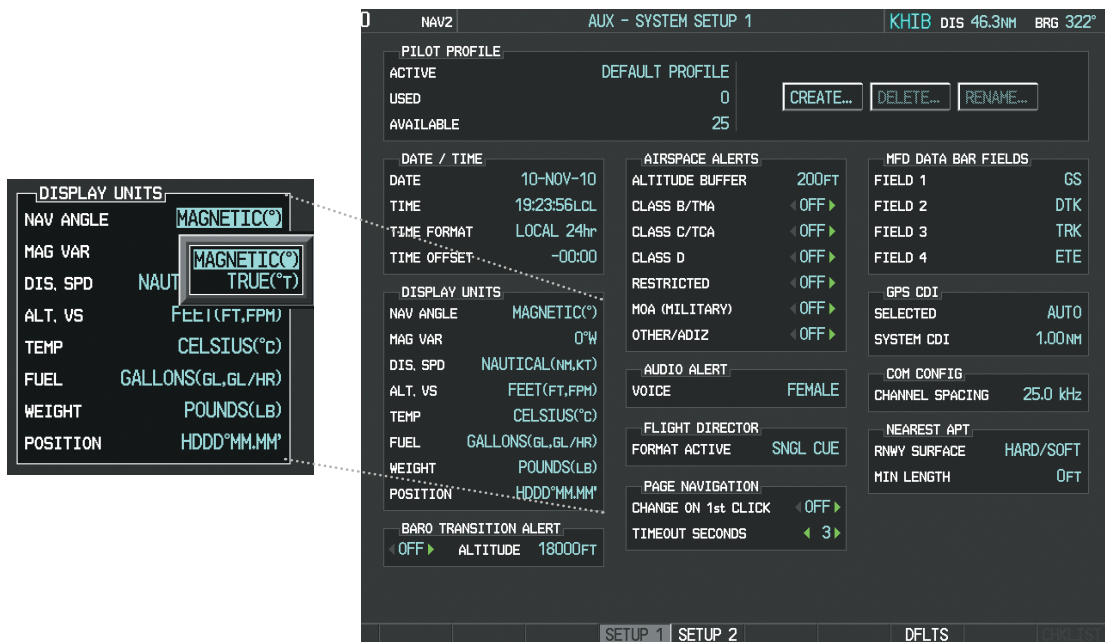 DISPLAY UNITS
NAV ANGLE MAGNETIC(°)
MAG VAR
MAGNETIC(°)
TRUE(°T)
DIS, SPD NAUT
ALT, VS FEET(FT,FPM)
TEMP CELSIUS(°C)
FUEL GALLONS(GL,GL/HR)
WEIGHT POUNDS(LB)
POSITION HDDD°MM.MM'
NAV2 AUX - SYSTEM SETUP 1 KHIB DIS 46.3NM BRG 322°
PILOT PROFILE
ACTIVE DEFAULT PROFILE
USED 0
AVAILABLE 25
CREATE... DELETE... RENAME...
DATE / TIME
DATE 10-NOV-10
TIME 19:23:56LCL
TIME FORMAT LOCAL 24hr
TIME OFFSET -00:00
DISPLAY UNITS
NAV ANGLE MAGNETIC(°)
MAG VAR 0°W
DIS, SPD NAUTICAL(NM,KT)
ALT, VS FEET(FT,FPM)
TEMP CELSIUS(°C)
FUEL GALLONS(GL,GL/HR)
WEIGHT POUNDS(LB)
POSITION HDDD°MM.MM'
BARO TRANSITION ALERT
OFF ALTITUDE 18000FT
AIRSPACE ALERTS
ALTITUDE BUFFER 200FT
CLASS B/TMA OFF
CLASS C/TCA OFF
CLASS D OFF
RESTRICTED OFF
MOA (MILITARY) OFF
OTHER/ADIZ OFF
AUDIO ALERT
VOICE FEMALE
FLIGHT DIRECTOR
FORMAT ACTIVE SNGL CUE
PAGE NAVIGATION
CHANGE ON 1st CLICK OFF
TIMEOUT SECONDS 3
MFD DATA BAR FIELDS
FIELD 1 GS
FIELD 2 DTK
FIELD 3 TRK
FIELD 4 ETE
GPS CDI
SELECTED AUTO
SYSTEM CDI 1.00NM
COM CONFIG
CHANNEL SPACING 25.0 kHz
NEAREST APT
RNWY SURFACE HARD/SOFT
MIN LENGTH 0FT
SETUP 1 SETUP 2 DFLTS CHKLIST